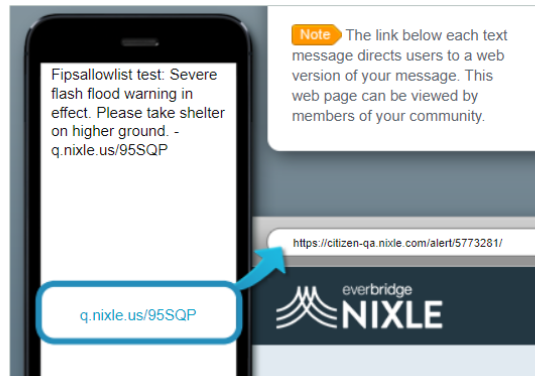 Fipsallowlist test: Severe
flash flood warning in
effect. Please take shelter
on higher ground. -
q.nixle.us/95SQP
q.nixle.us/95SQP
Note The link below each text
message directs users to a web
version of your message. This
web page can be viewed by
members of your community.
https://citizen-qa.nixle.com/alert/5773281/
everbridge
NIXLE